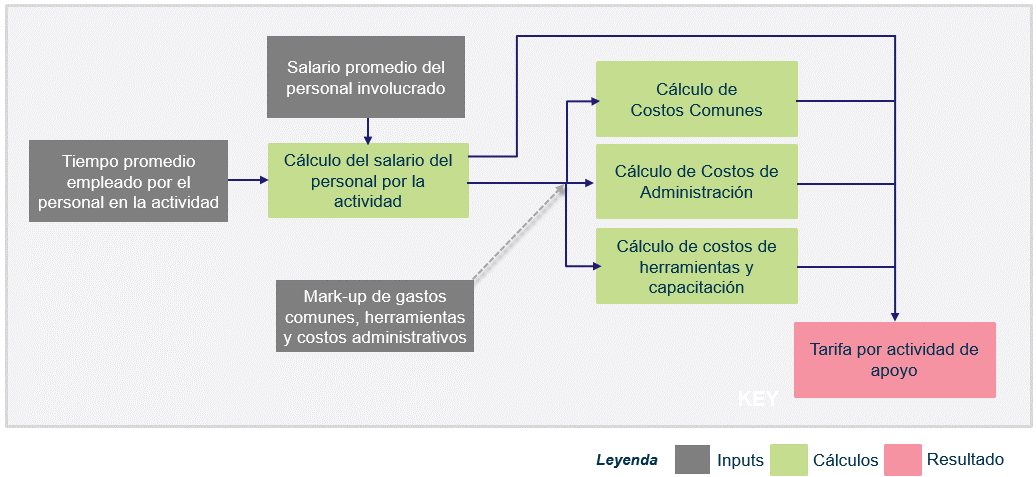 Salario promedio del
personal involucrado
Tiempo promedio
empleado por el
personal en la actividad
Cálculo del salario del
personal por la
actividad
Mark-up de gastos
comunes, herramientas
y costos administrativos
Cálculo de
Costos Comunes
Cálculo de Costos de
Administración
Cálculo de costos de
herramientas y
capacitación
Tarifa por actividad de
apoyo
KEY
Leyenda
Inputs
Cálculos
Resultado